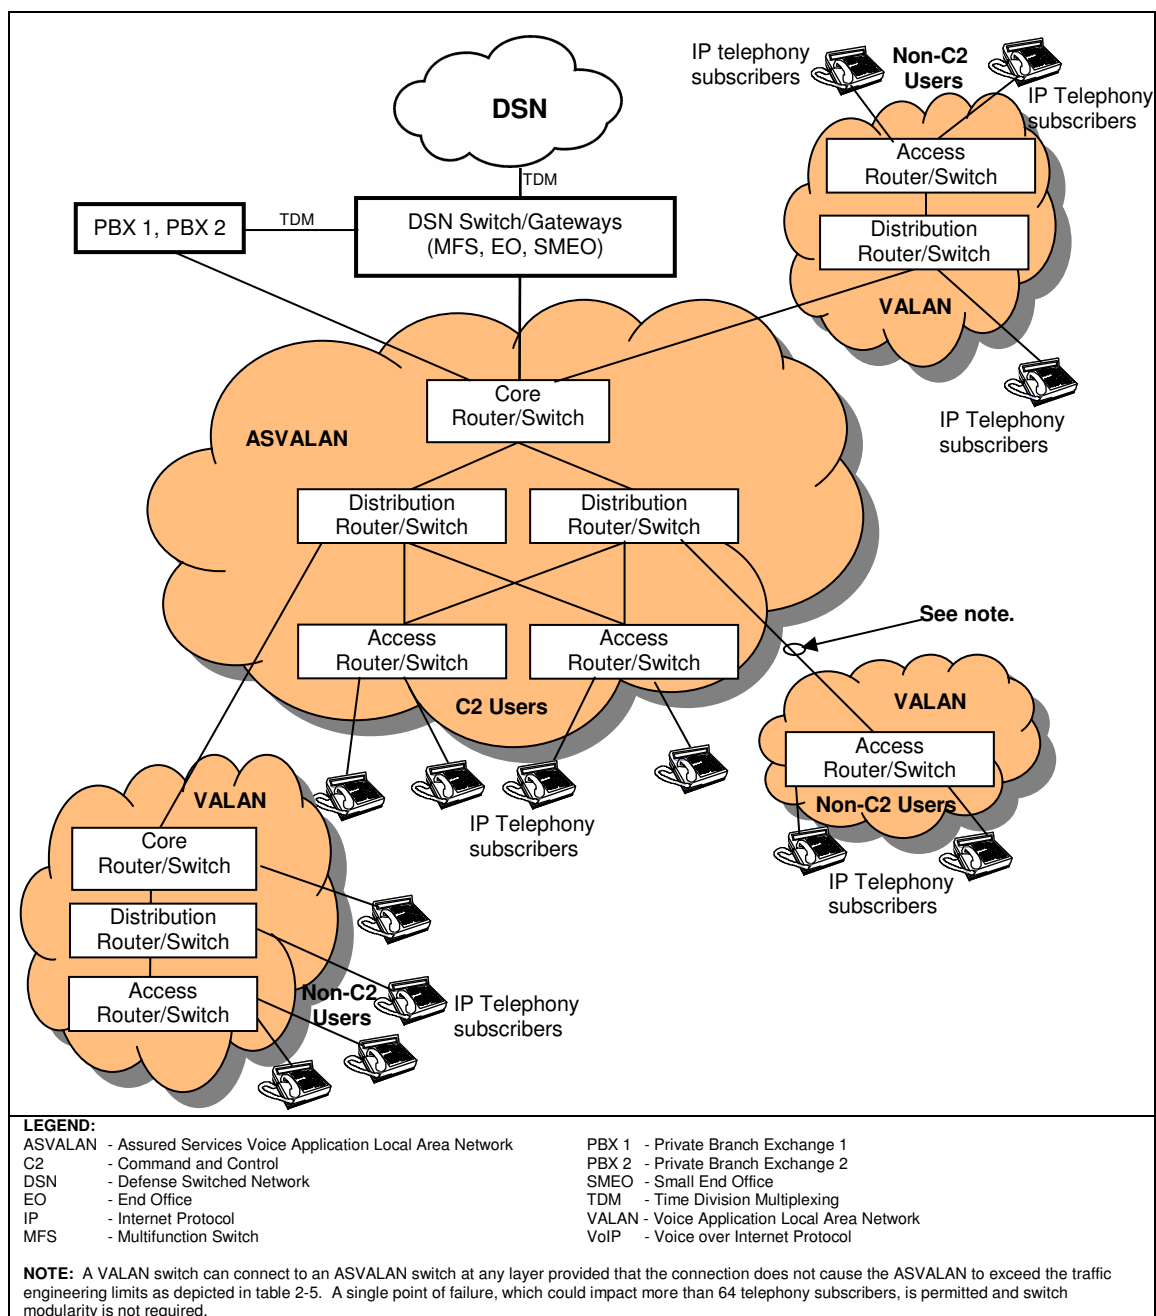 DSN
TDM
PBX 1, PBX 2
TDM
DSN Switch/Gateways
(MFS, EO, SMEO)
IP telephony
subscribers
Non-C2
Users
IP Telephony
subscribers
Access
Router/Switch
Distribution
Router/Switch
VALAN
IP Telephony
subscribers
Core
Router/Switch
ASVALAN
Distribution
Router/Switch
Distribution
Router/Switch
Access
Router/Switch
Access
Router/Switch
C2 Users
See note.
VALAN
Access
Router/Switch
Non-C2 Users
IP Telephony
subscribers
IP Telephony
subscribers
VALAN
Core
Router/Switch
Distribution
Router/Switch
Access
Router/Switch
Non-C2
Users
IP Telephony
subscribers
LEGEND:
ASVALAN - Assured Services Voice Application Local Area Network
C2 - Command and Control
DSN - Defense Switched Network
EO - End Office
IP - Internet Protocol
MFS - Multifunction Switch
PBX 1 - Private Branch Exchange 1
PBX 2 - Private Branch Exchange 2
SMEO - Small End Office
TDM - Time Division Multiplexing
VALAN - Voice Application Local Area Network
VoIP - Voice over Internet Protocol
NOTE: A VALAN switch can connect to an ASVALAN switch at any layer provided that the connection does not cause the ASVALAN to exceed the traffic
engineering limits as depicted in table 2-5. A single point of failure, which could impact more than 64 telephony subscribers, is permitted and switch
modularity is not required.